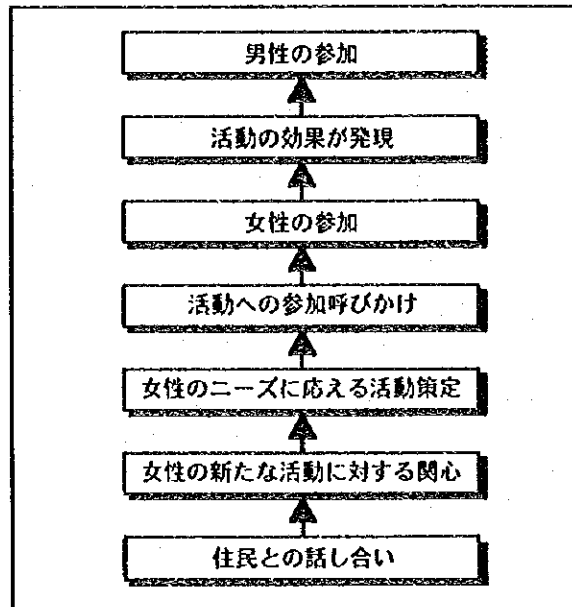 男性の参加
活動の効果が発現
女性の参加
活動への参加呼びかけ
女性のニーズに応える活動策定
女性の新たな活動に対する関心
住民との話し合い